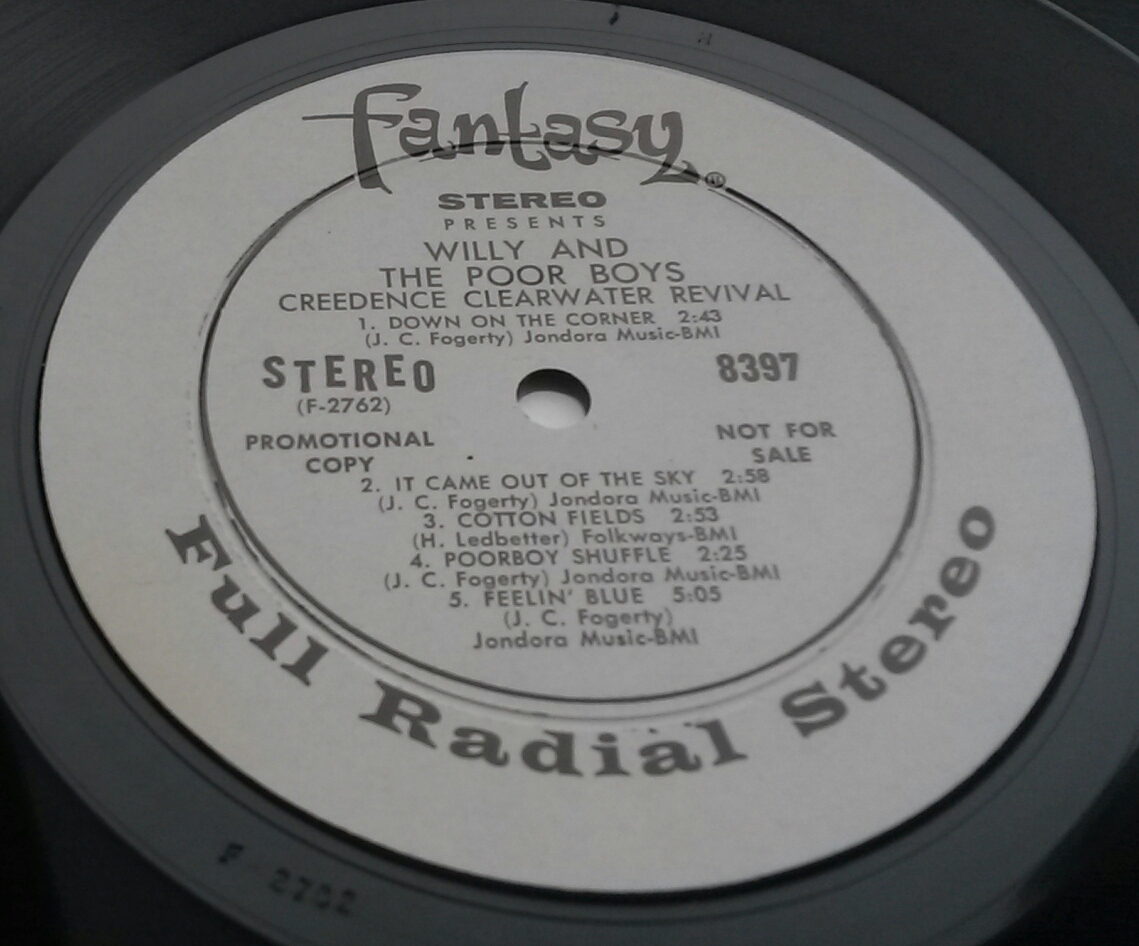 Fantasy
STEREO
PRESENTS
WILLY AND
THE POOR BOYS
CREEDENCE CLEARWATER REVIVAL
1. DOWN ON THE CORNER 2:43
(J. C. Fogerty) Jondora Music-BMI
STEREO 8397
(F-2762)
PROMOTIONAL NOT FOR
COPY SALE
2. IT CAME OUT OF THE SKY 2:58
(J. C. Fogerty) Jondora Music-BMI
3. COTTON FIELDS 2:53
(H. Ledbetter) Folkways-BMI
4. POORBOY SHUFFLE 2:25
(J. C. Fogerty) Jondora Music-BMI
5. FEELIN' BLUE 5:05
(J. C. Fogerty)
Jondora Music-BMI
Full Radial Stereo
F-2762